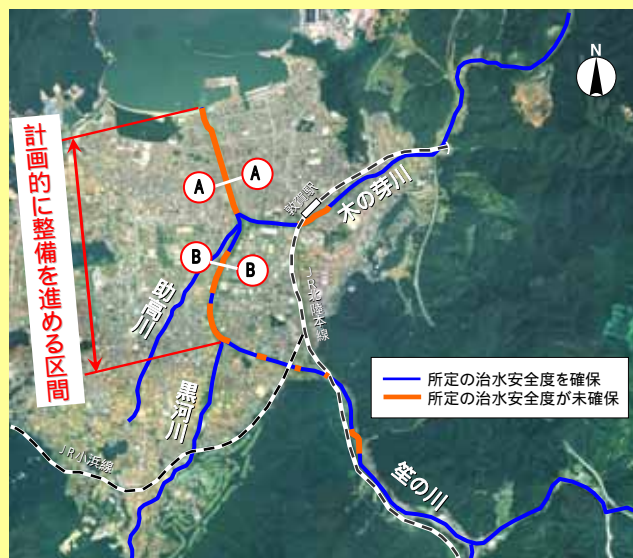 N
計画的に整備を進める区間
A
A
敦賀駅
木の芽川
B
B
助高川
JR北陸本線
所定の治水安全度を確保
所定の治水安全度が未確保
黒河川
JR小浜線
笙の川